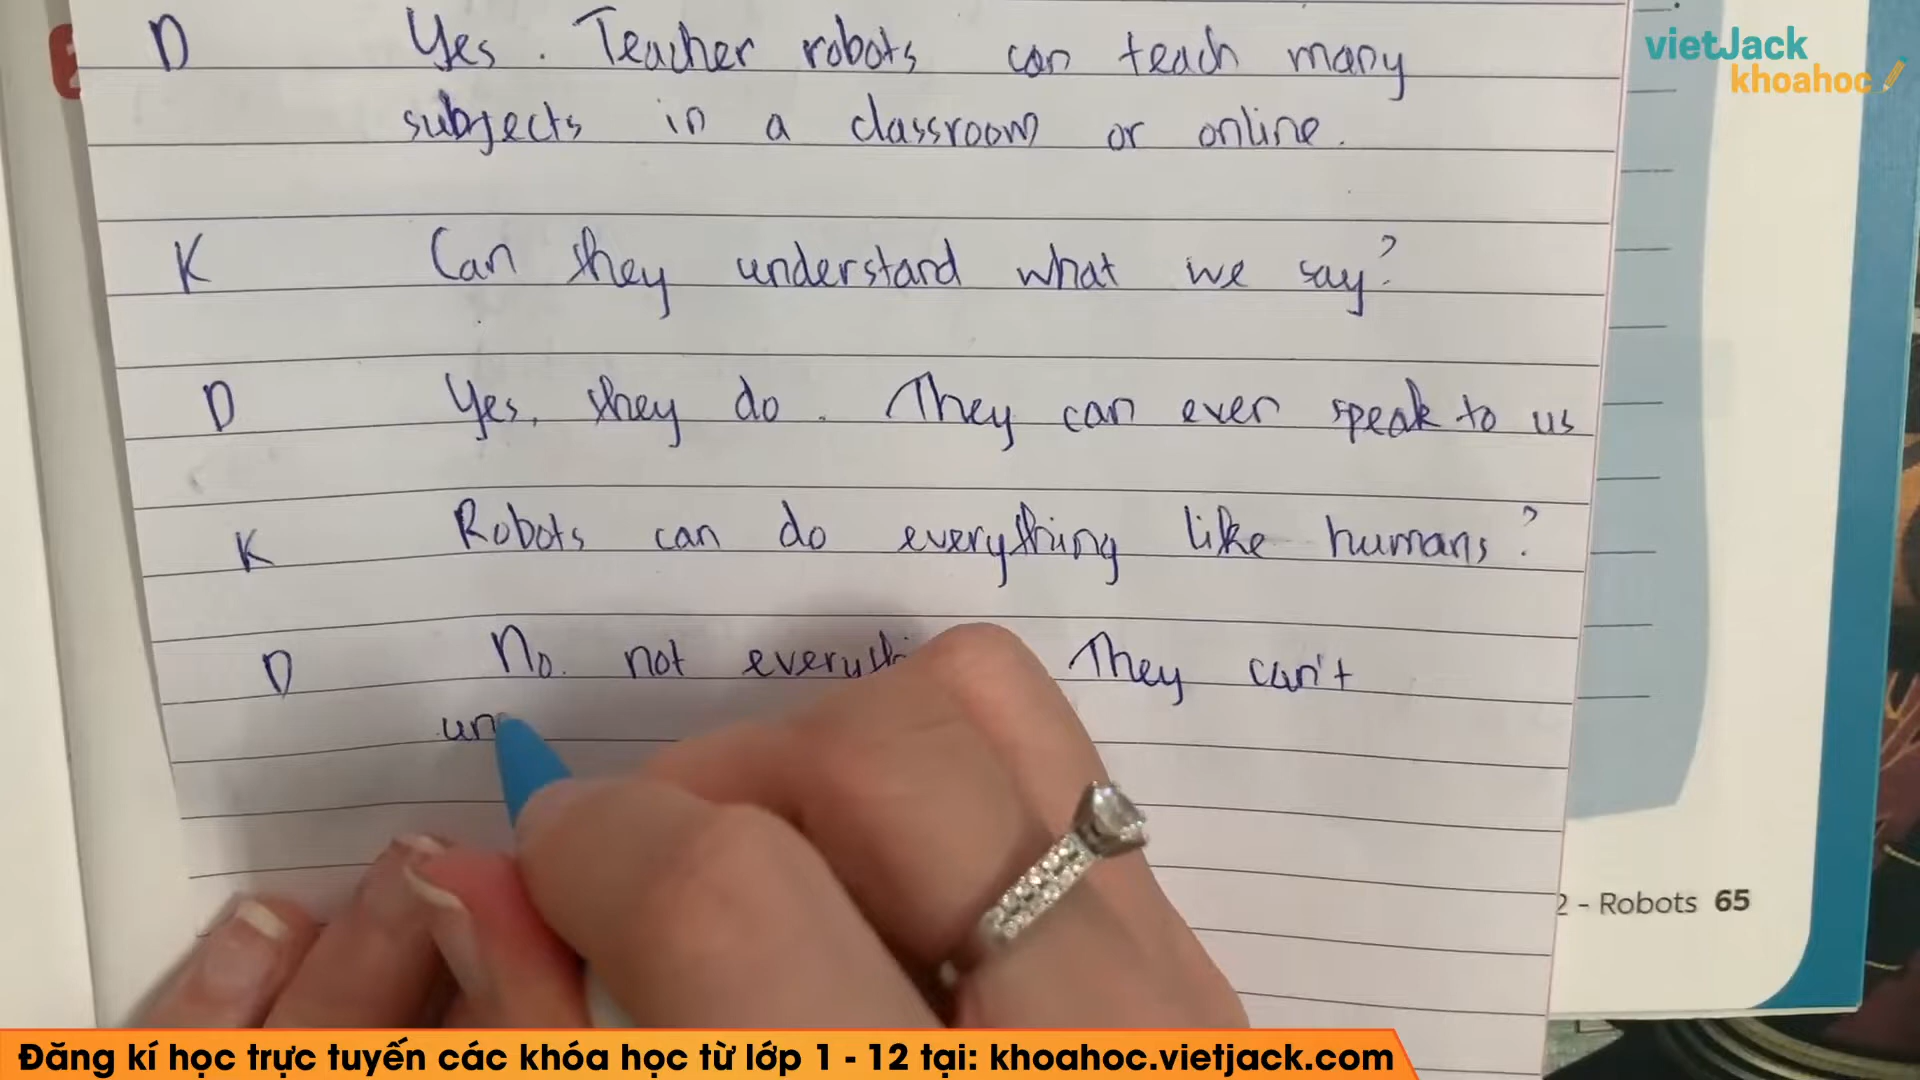 vietJack
khoahoc
D Yes. Teacher robots can teach many
subjects in a classroom or online.
K Can they understand what we say?
D Yes, they do. They can even speak to us
K Robots can do everything like humans?
D No. not They can't
2 - Robots 65
Đăng kí học trực tuyến các khóa học từ lớp 1 - 12 tại: khoahoc.vietjack.com